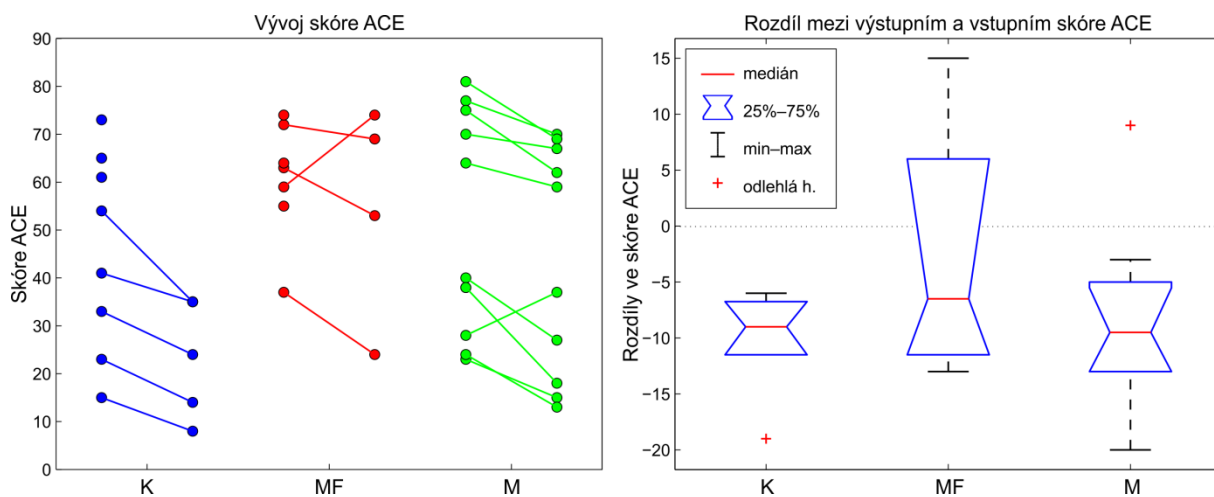 Vývoj skóre ACE
Skóre ACE
90
80
70
60
50
40
30
20
10
0
K
MF
M
Rozdíl mezi výstupním a vstupním skóre ACE
Rozdíly ve skóre ACE
15
10
5
0
−5
−10
−15
−20
medián
25%–75%
min–max
odlehlá h.
K
MF
M